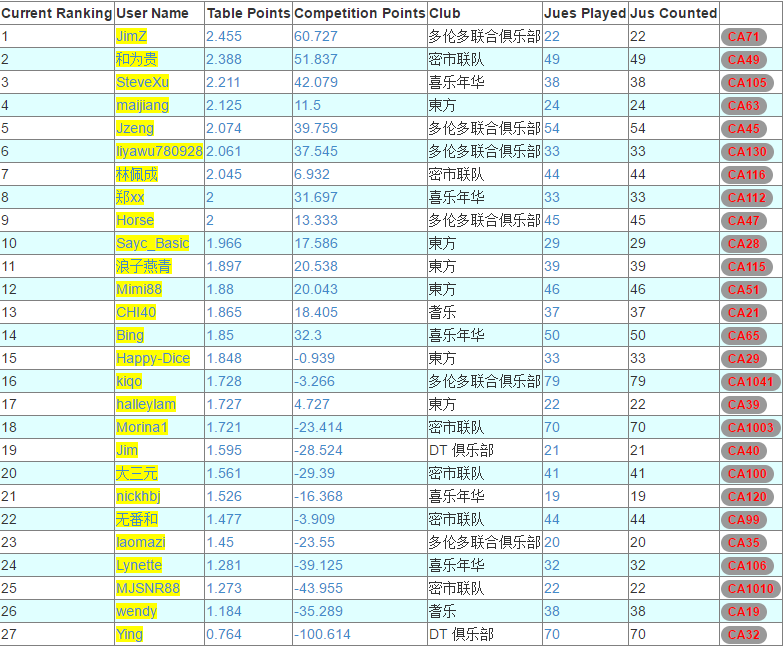 Current Ranking User Name Table Points Competition Points Club Jues Played Jus Counted
1 JimZ 2.455 60.727 多伦多联合俱乐部 22 22 CA71
2 和为贵 2.388 51.837 密市联队 49 49 CA49
3 SteveXu 2.211 42.079 喜乐年华 38 38 CA105
4 maijiang 2.125 11.5 東方 24 24 CA63
5 Jzeng 2.074 39.759 多伦多联合俱乐部 54 54 CA45
6 liyawu780928 2.061 37.545 多伦多联合俱乐部 33 33 CA130
7 林佩成 2.045 6.932 密市联队 44 44 CA116
8 郑xx 2 31.697 喜乐年华 33 33 CA112
9 Horse 2 13.333 多伦多联合俱乐部 45 45 CA47
10 Sayc_Basic 1.966 17.586 東方 29 29 CA28
11 浪子燕青 1.897 20.538 東方 39 39 CA115
12 Mimi88 1.88 20.043 東方 46 46 CA51
13 CHI40 1.865 18.405 耆乐 37 37 CA21
14 Bing 1.85 32.3 喜乐年华 50 50 CA65
15 Happy-Dice 1.848 -0.939 東方 33 33 CA29
16 kiqo 1.728 -3.266 多伦多联合俱乐部 79 79 CA1041
17 halleylam 1.727 4.727 東方 22 22 CA39
18 Morina1 1.721 -23.414 密市联队 70 70 CA1003
19 Jim 1.595 -28.524 DT 俱乐部 21 21 CA40
20 大三元 1.561 -29.39 密市联队 41 41 CA100
21 nickhbj 1.526 -16.368 喜乐年华 19 19 CA120
22 无番和 1.477 -3.909 密市联队 44 44 CA99
23 laomazi 1.45 -23.55 多伦多联合俱乐部 20 20 CA35
24 Lynette 1.281 -39.125 喜乐年华 32 32 CA106
25 MJSNR88 1.273 -43.955 密市联队 22 22 CA1010
26 wendy 1.184 -35.289 耆乐 38 38 CA19
27 Ying 0.764 -100.614 DT 俱乐部 70 70 CA32